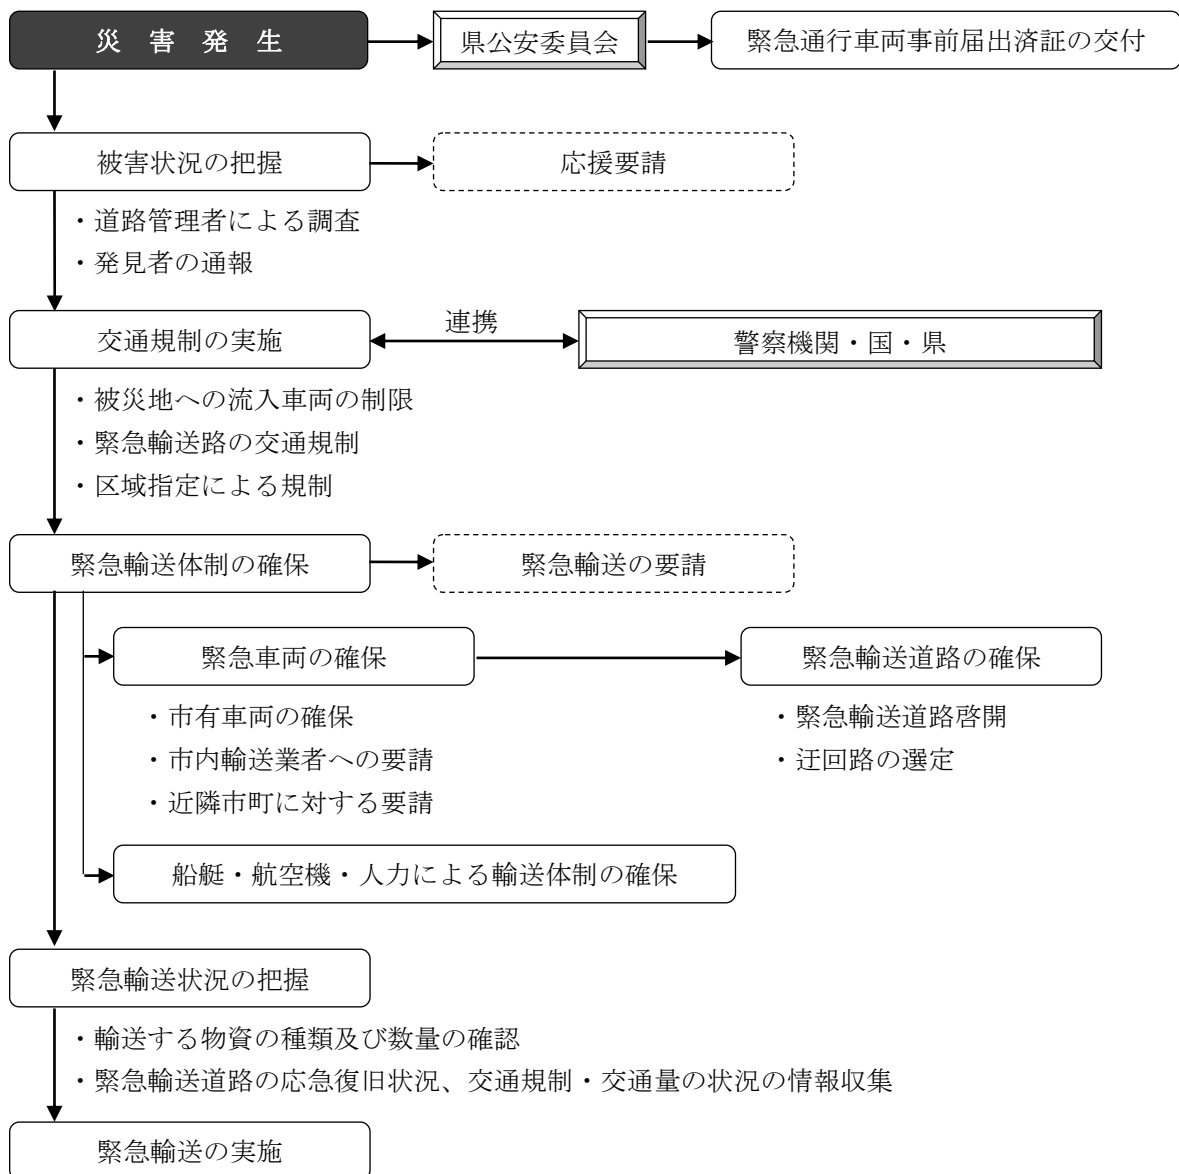 災　害　発　生
県公安委員会
緊急通行車両事前届出済証の交付
被害状況の把握
応援要請
・道路管理者による調査
・発見者の通報
交通規制の実施
連携
警察機関・国・県
・被災地への流入車両の制限
・緊急輸送路の交通規制
・区域指定による規制
緊急輸送体制の確保
緊急輸送の要請
緊急車両の確保
緊急輸送道路の確保
・市有車両の確保
・市内輸送業者への要請
・近隣市町に対する要請
・緊急輸送道路啓開
・迂回路の選定
船艇・航空機・人力による輸送体制の確保
緊急輸送状況の把握
・輸送する物資の種類及び数量の確認
・緊急輸送道路の応急復旧状況、交通規制・交通量の状況の情報収集
緊急輸送の実施